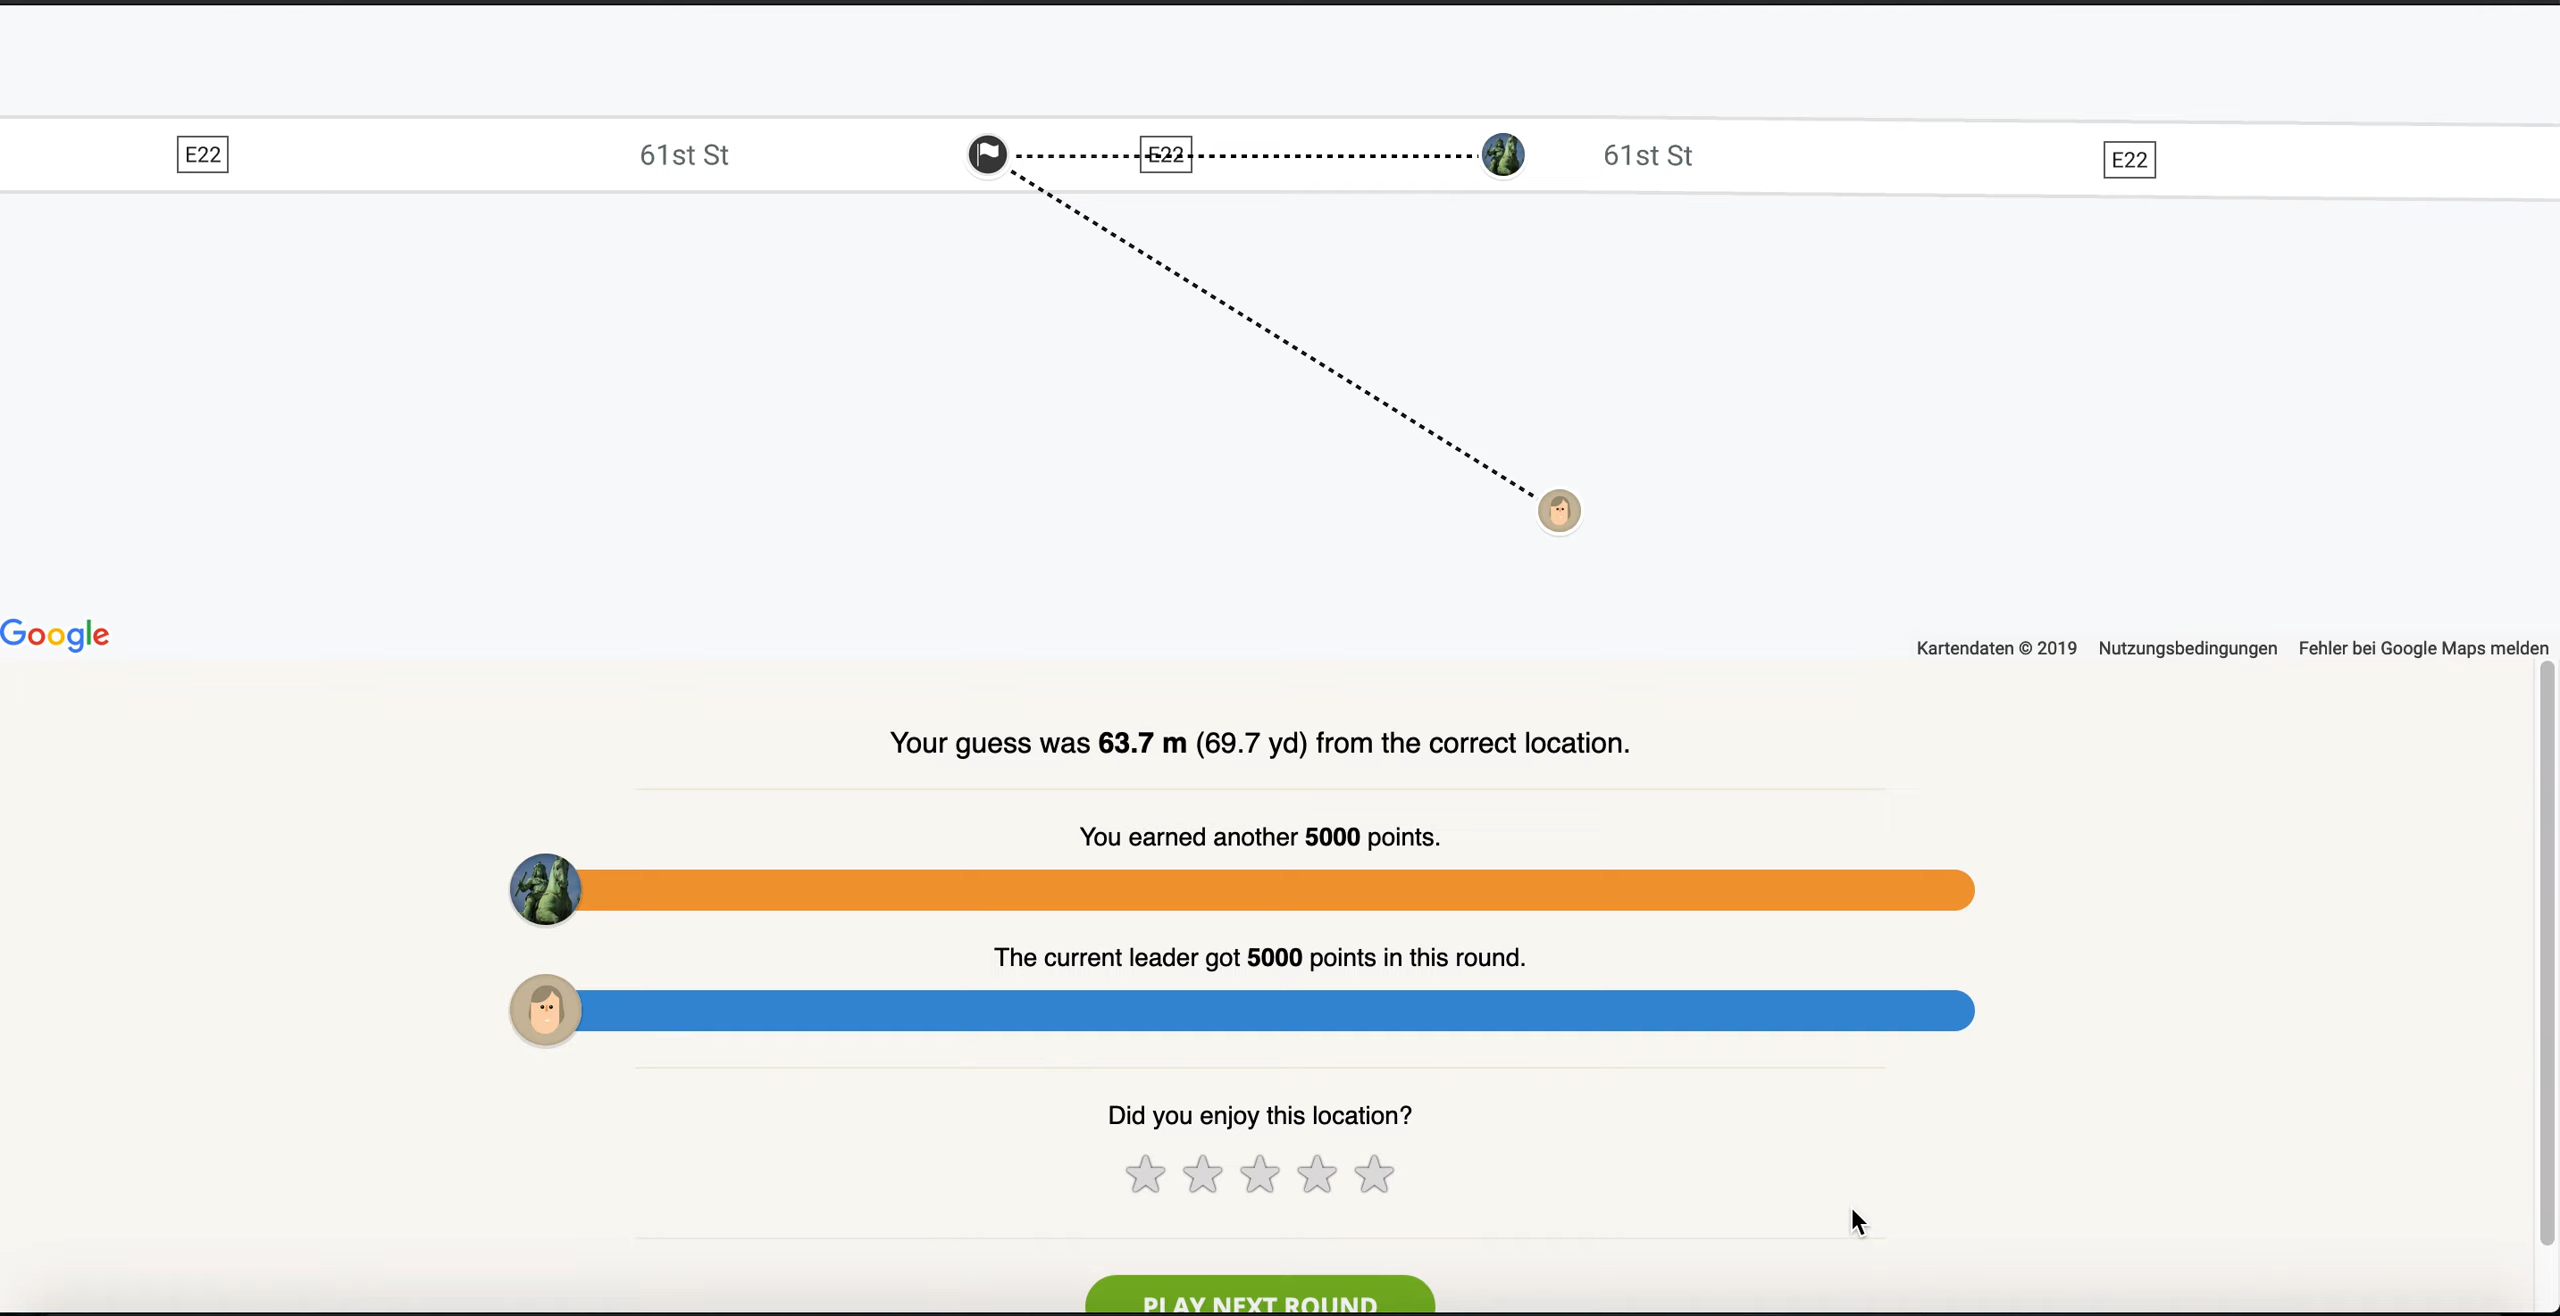 E22 61st St E22 61st St E22
Google
Kartendaten © 2019 Nutzungsbedingungen Fehler bei Google Maps melden
Your guess was 63.7 m (69.7 yd) from the correct location.
You earned another 5000 points.
The current leader got 5000 points in this round.
Did you enjoy this location?
PLAY NEXT ROUND